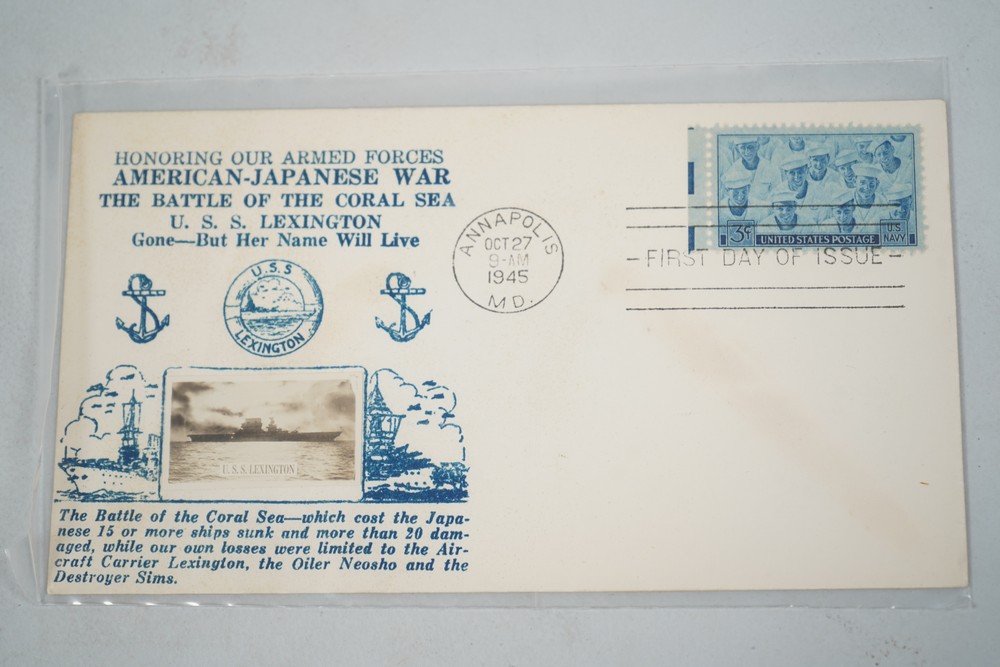 HONORING OUR ARMED FORCES
AMERICAN-JAPANESE WAR
THE BATTLE OF THE CORAL SEA
U. S. S. LEXINGTON
Gone—But Her Name Will Live
U.S.S
LEXINGTON
U. S. S. LEXINGTON
The Battle of the Coral Sea—which cost the Japa-
nese 15 or more ships sunk and more than 20 dam-
aged, while our own losses were limited to the Air-
craft Carrier Lexington, the Oiler Neosho and the
Destroyer Sims.
ANNAPOLIS
OCT 27
9-AM
1945
M.D.
3¢
UNITED STATES POSTAGE
U.S.
NAVY
-FIRST DAY OF ISSUE-